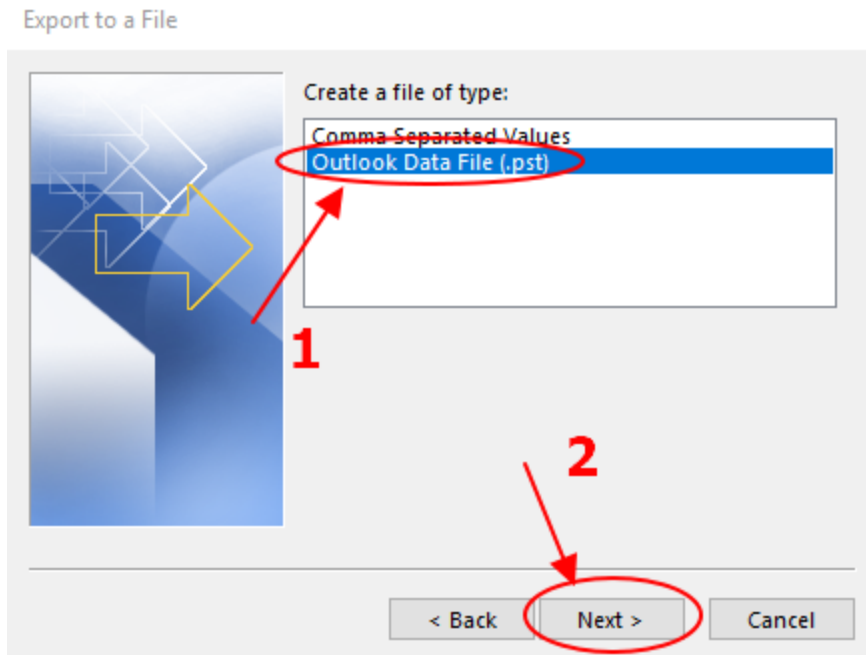 Export to a File
Create a file of type:
Comma Separated Values
Outlook Data File (.pst)
1
2
< Back
Next >
Cancel